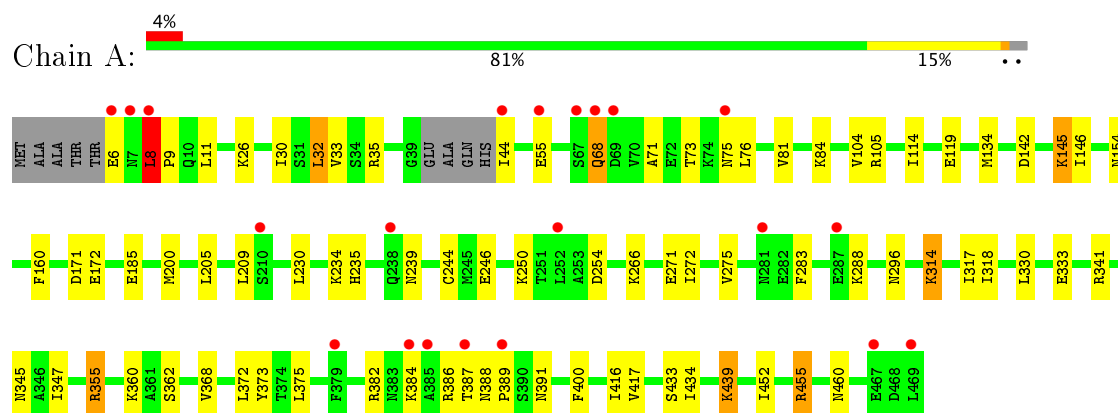 4%
Chain A:
81% 15% • •
MET ALA ALA THR THR E6 N7 L8 P9 Q10 L11 K26 I30 S31 L32 V33 S34 R35 G39 GLU ALA GLN HIS I44 E55 S67 Q68 D69 V70 A71 E72 T73 K74 N75 L76 V81 K84 V104 R105 I114 E119 M134 D142 K145 I146 N154
F160 D171 E172 E185 M200 L205 L209 S210 L230 K234 H235 Q238 N239 C244 M245 E246 K250 T251 L252 A253 D254 K266 E271 I272 V275 N281 E282 F283 E287 K288 N296 K314 I317 I318 L330 E333 R341
N345 A346 I347 R355 K360 A361 S362 V368 L372 Y373 T374 L375 F379 R382 N383 K384 A385 R386 T387 N388 P389 S390 N391 F400 I416 V417 S433 I434 K439 I452 R455 N460 E467 D468 L469